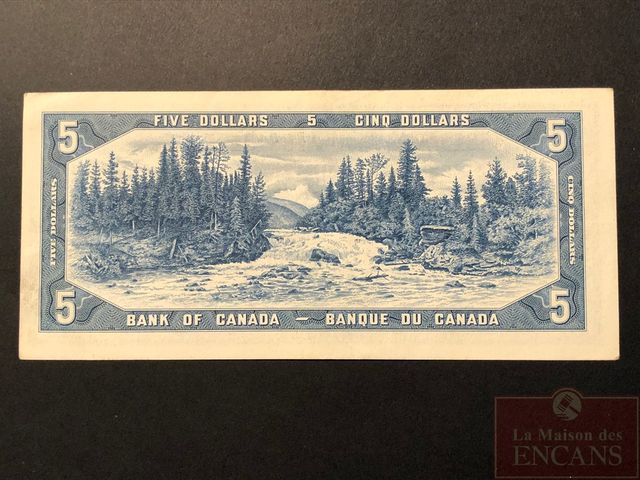 FIVE DOLLARS 5 CINQ DOLLARS
5 5
FIVE DOLLARS
CINQ DOLLARS
5 5
BANK OF CANADA – BANQUE DU CANADA
La Maison des
ENCANS